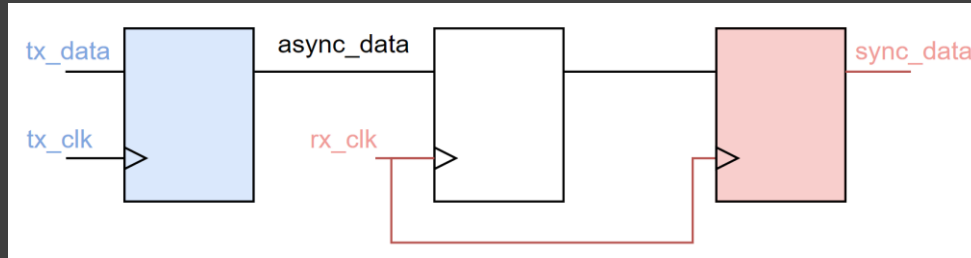 tx_data
async_data
sync_data
tx_clk
rx_clk